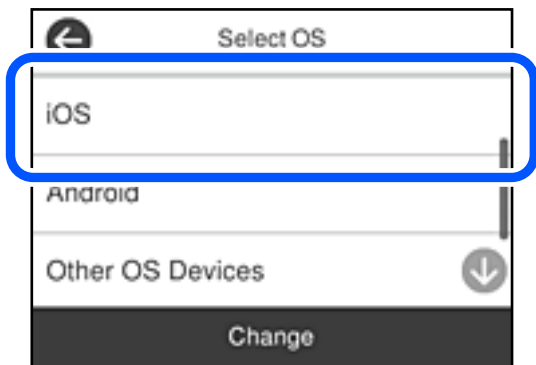 Select OS
iOS
Android
Other OS Devices
Change